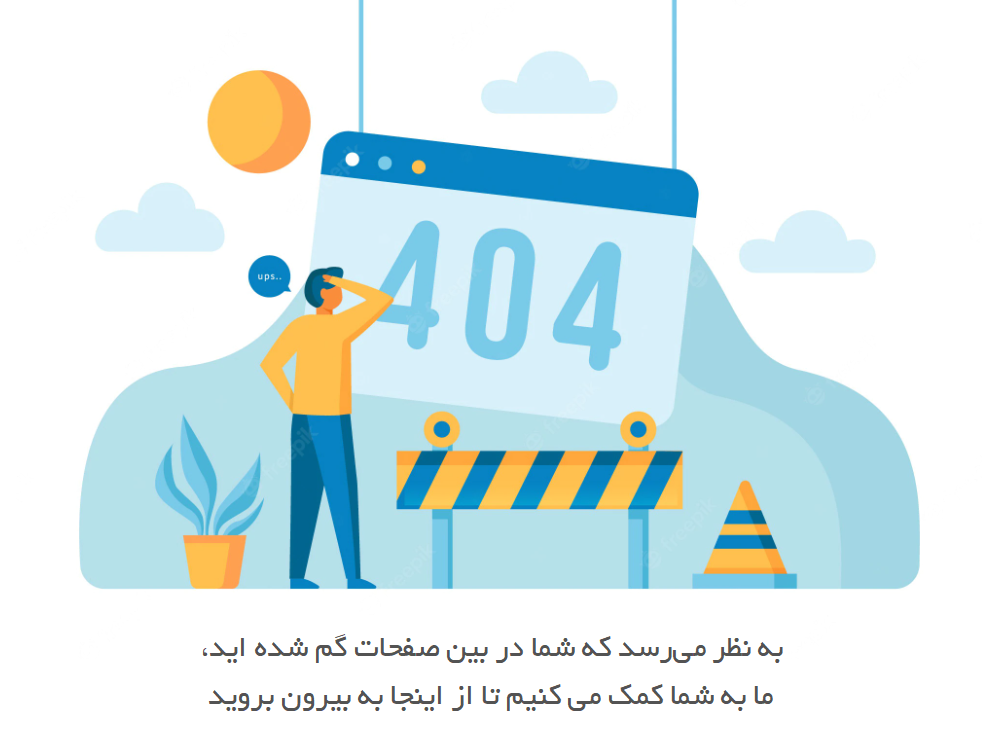 ups..
404
به نظر می‌رسد که شما در بین صفحات گم شده اید،
ما به شما کمک می کنیم تا از اینجا به بیرون بروید